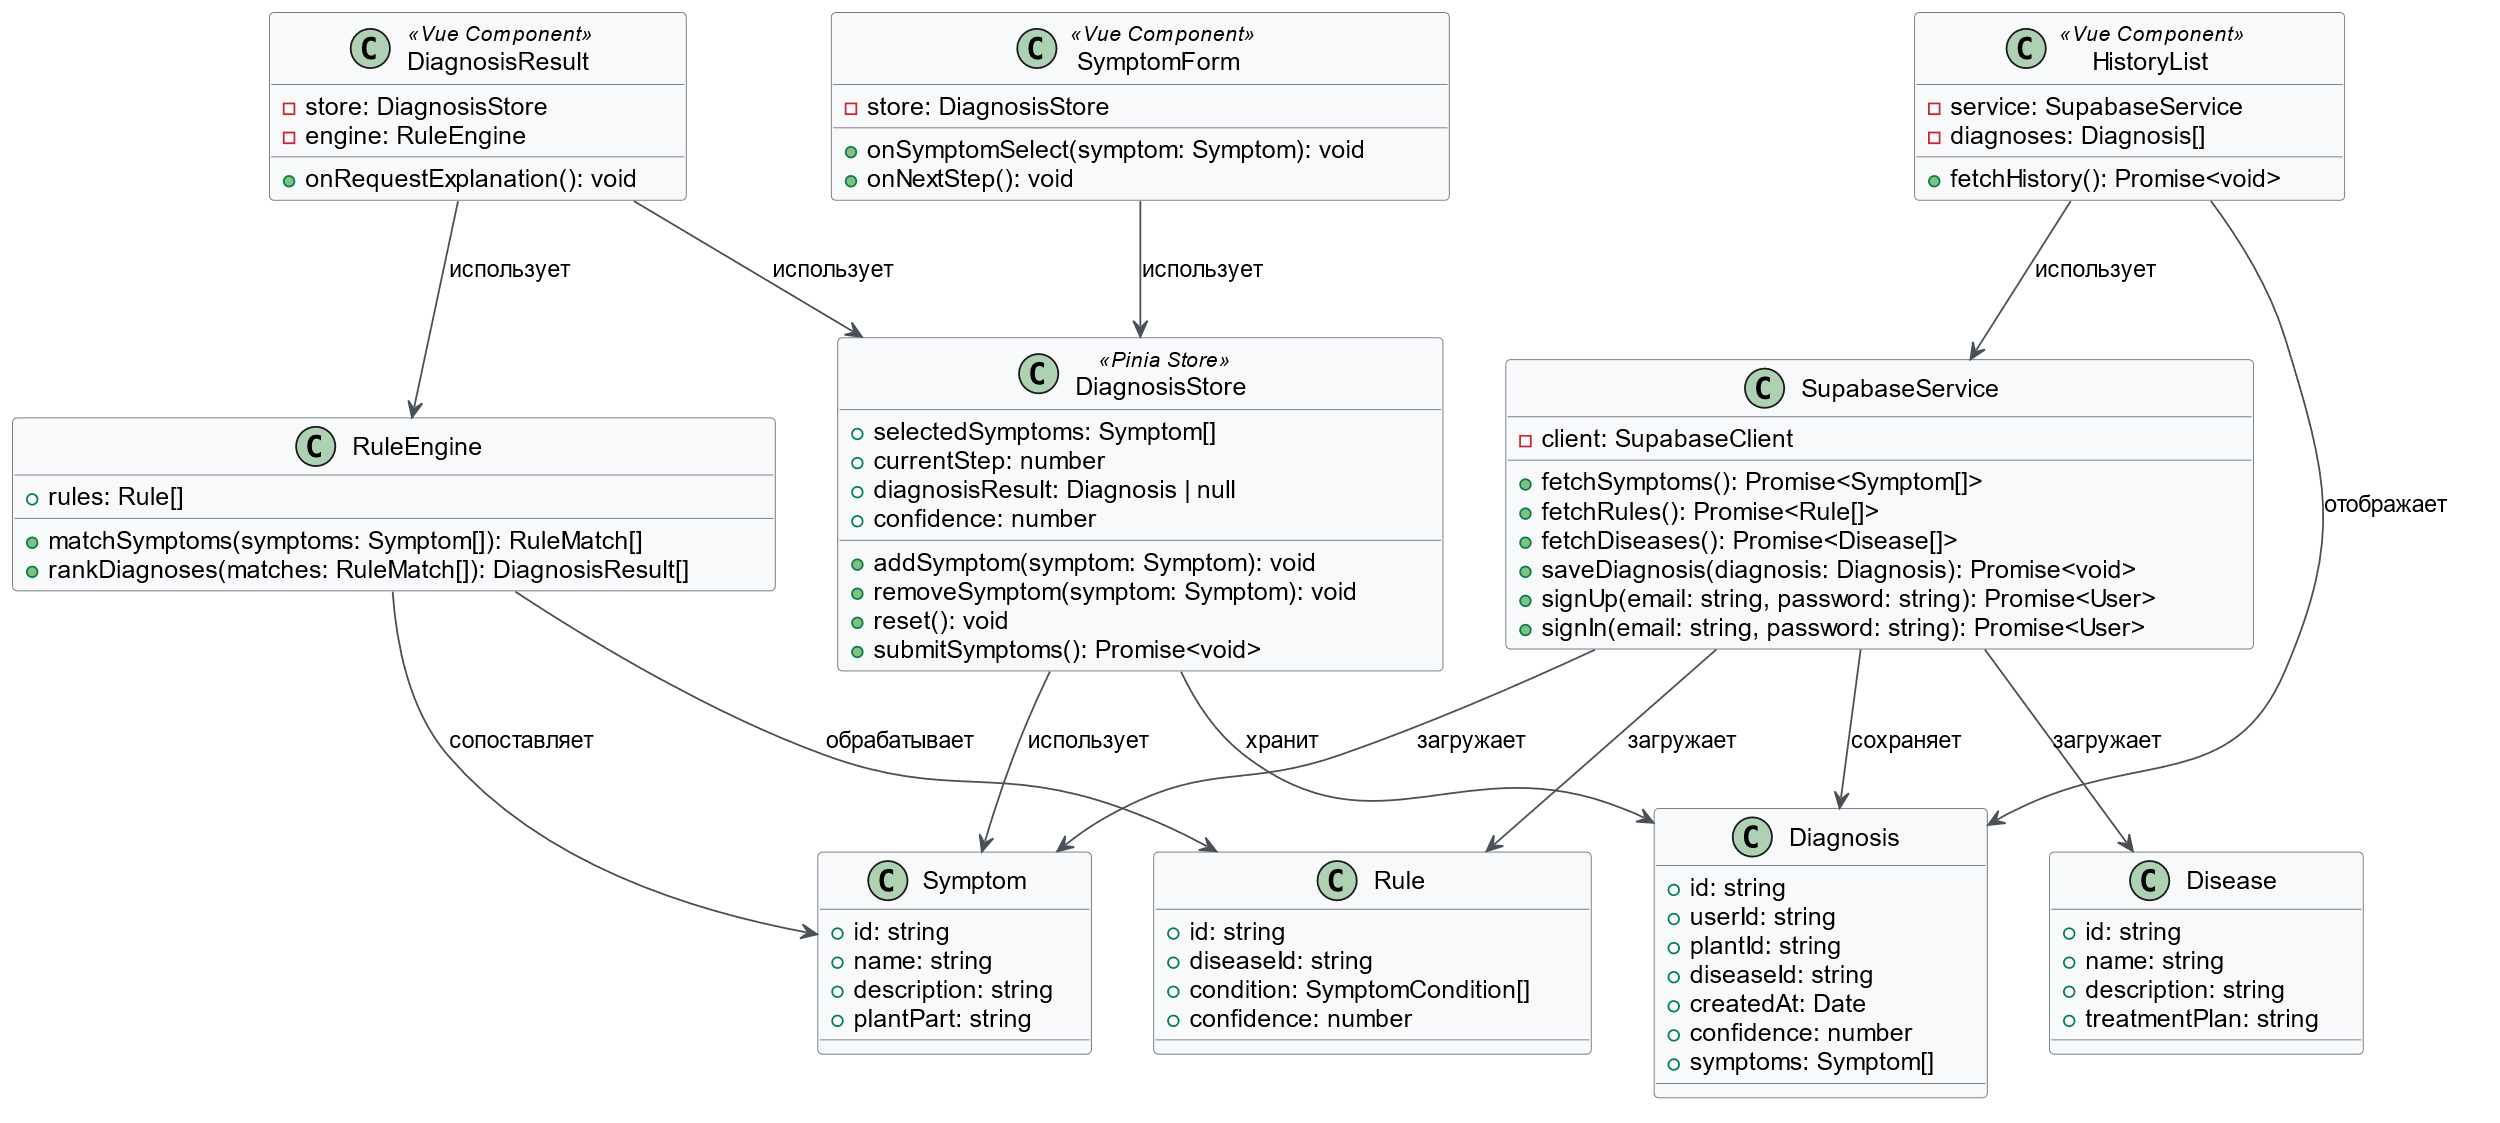 «Vue Component»
C DiagnosisResult
store: DiagnosisStore
engine: RuleEngine
onRequestExplanation(): void
«Vue Component»
C SymptomForm
store: DiagnosisStore
onSymptomSelect(symptom: Symptom): void
onNextStep(): void
«Vue Component»
C HistoryList
service: SupabaseService
diagnoses: Diagnosis[]
fetchHistory(): Promise<void>
использует
использует
использует
использует
C RuleEngine
rules: Rule[]
matchSymptoms(symptoms: Symptom[]): RuleMatch[]
rankDiagnoses(matches: RuleMatch[]): DiagnosisResult[]
«Pinia Store»
C DiagnosisStore
selectedSymptoms: Symptom[]
currentStep: number
diagnosisResult: Diagnosis | null
confidence: number
addSymptom(symptom: Symptom): void
removeSymptom(symptom: Symptom): void
reset(): void
submitSymptoms(): Promise<void>
C SupabaseService
client: SupabaseClient
fetchSymptoms(): Promise<Symptom[]>
fetchRules(): Promise<Rule[]>
fetchDiseases(): Promise<Disease[]>
saveDiagnosis(diagnosis: Diagnosis): Promise<void>
signUp(email: string, password: string): Promise<User>
signIn(email: string, password: string): Promise<User>
отображает
сопоставляет
обрабатывает
использует
хранит
загружает
загружает
сохраняет
загружает
C Symptom
id: string
name: string
description: string
plantPart: string
C Rule
id: string
diseaseId: string
condition: SymptomCondition[]
confidence: number
C Diagnosis
id: string
userId: string
plantId: string
diseaseId: string
createdAt: Date
confidence: number
symptoms: Symptom[]
C Disease
id: string
name: string
description: string
treatmentPlan: string